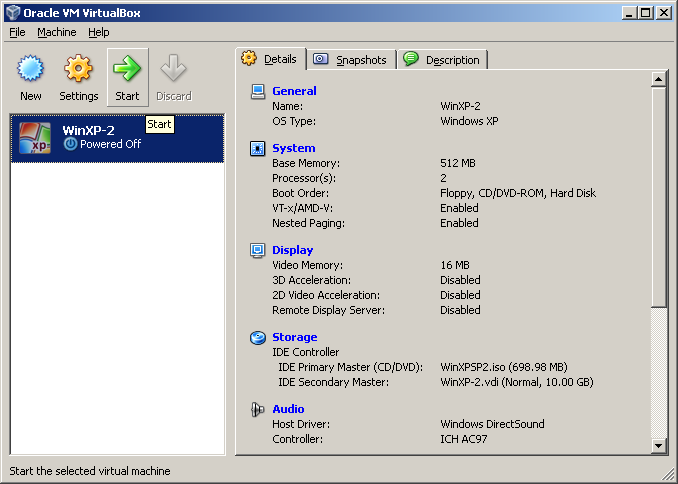 Oracle VM VirtualBox
File Machine Help
New Settings Start Discard
Start
xp
WinXP-2
Powered Off
Details Snapshots Description
General
Name: WinXP-2
OS Type: Windows XP
System
Base Memory: 512 MB
Processor(s): 2
Boot Order: Floppy, CD/DVD-ROM, Hard Disk
VT-x/AMD-V: Enabled
Nested Paging: Enabled
Display
Video Memory: 16 MB
3D Acceleration: Disabled
2D Video Acceleration: Disabled
Remote Display Server: Disabled
Storage
IDE Controller
IDE Primary Master (CD/DVD): WinXPSP2.iso (698.98 MB)
IDE Secondary Master: WinXP-2.vdi (Normal, 10.00 GB)
Audio
Host Driver: Windows DirectSound
Controller: ICH AC97
Start the selected virtual machine